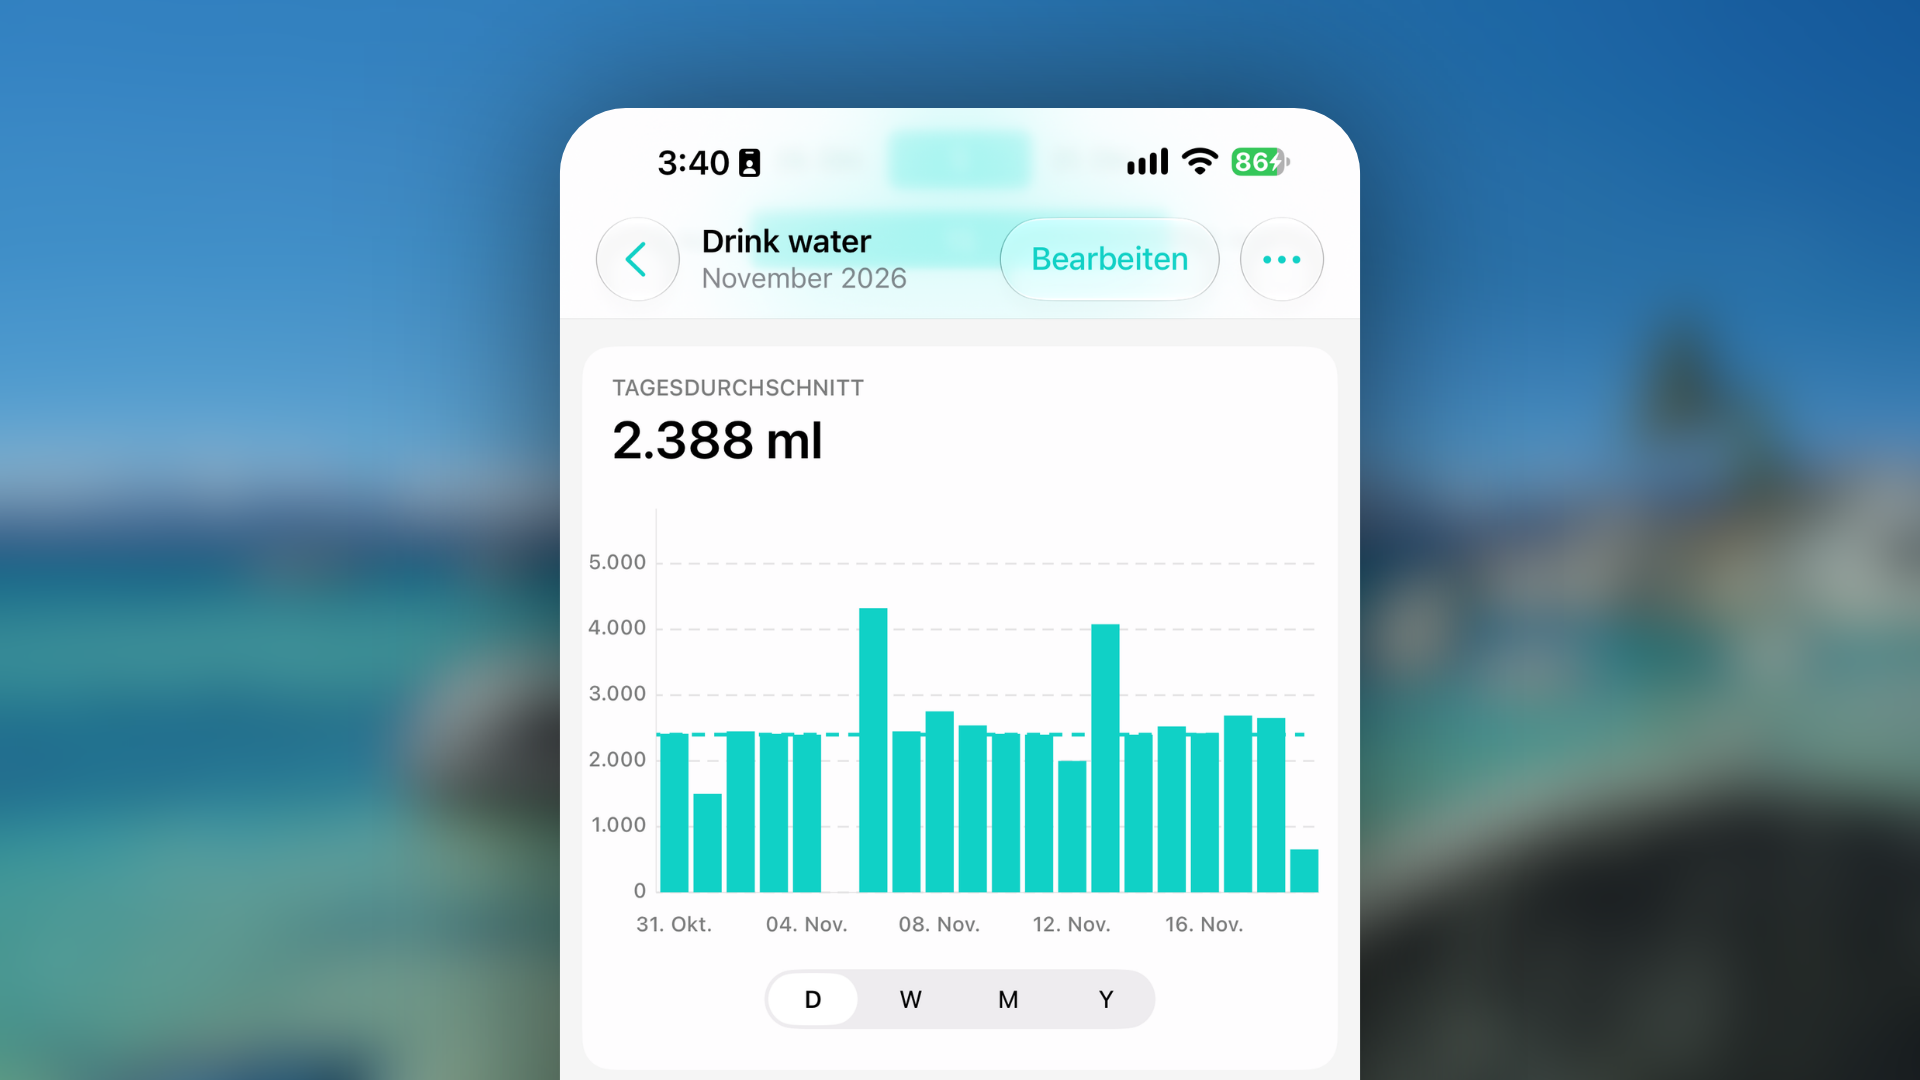 3:40
86
Drink water
November 2026
Bearbeiten
TAGESDURCHSCHNITT
2.388 ml
5.000
4.000
3.000
2.000
1.000
0
31. Okt. 04. Nov. 08. Nov. 12. Nov. 16. Nov.
D W M Y